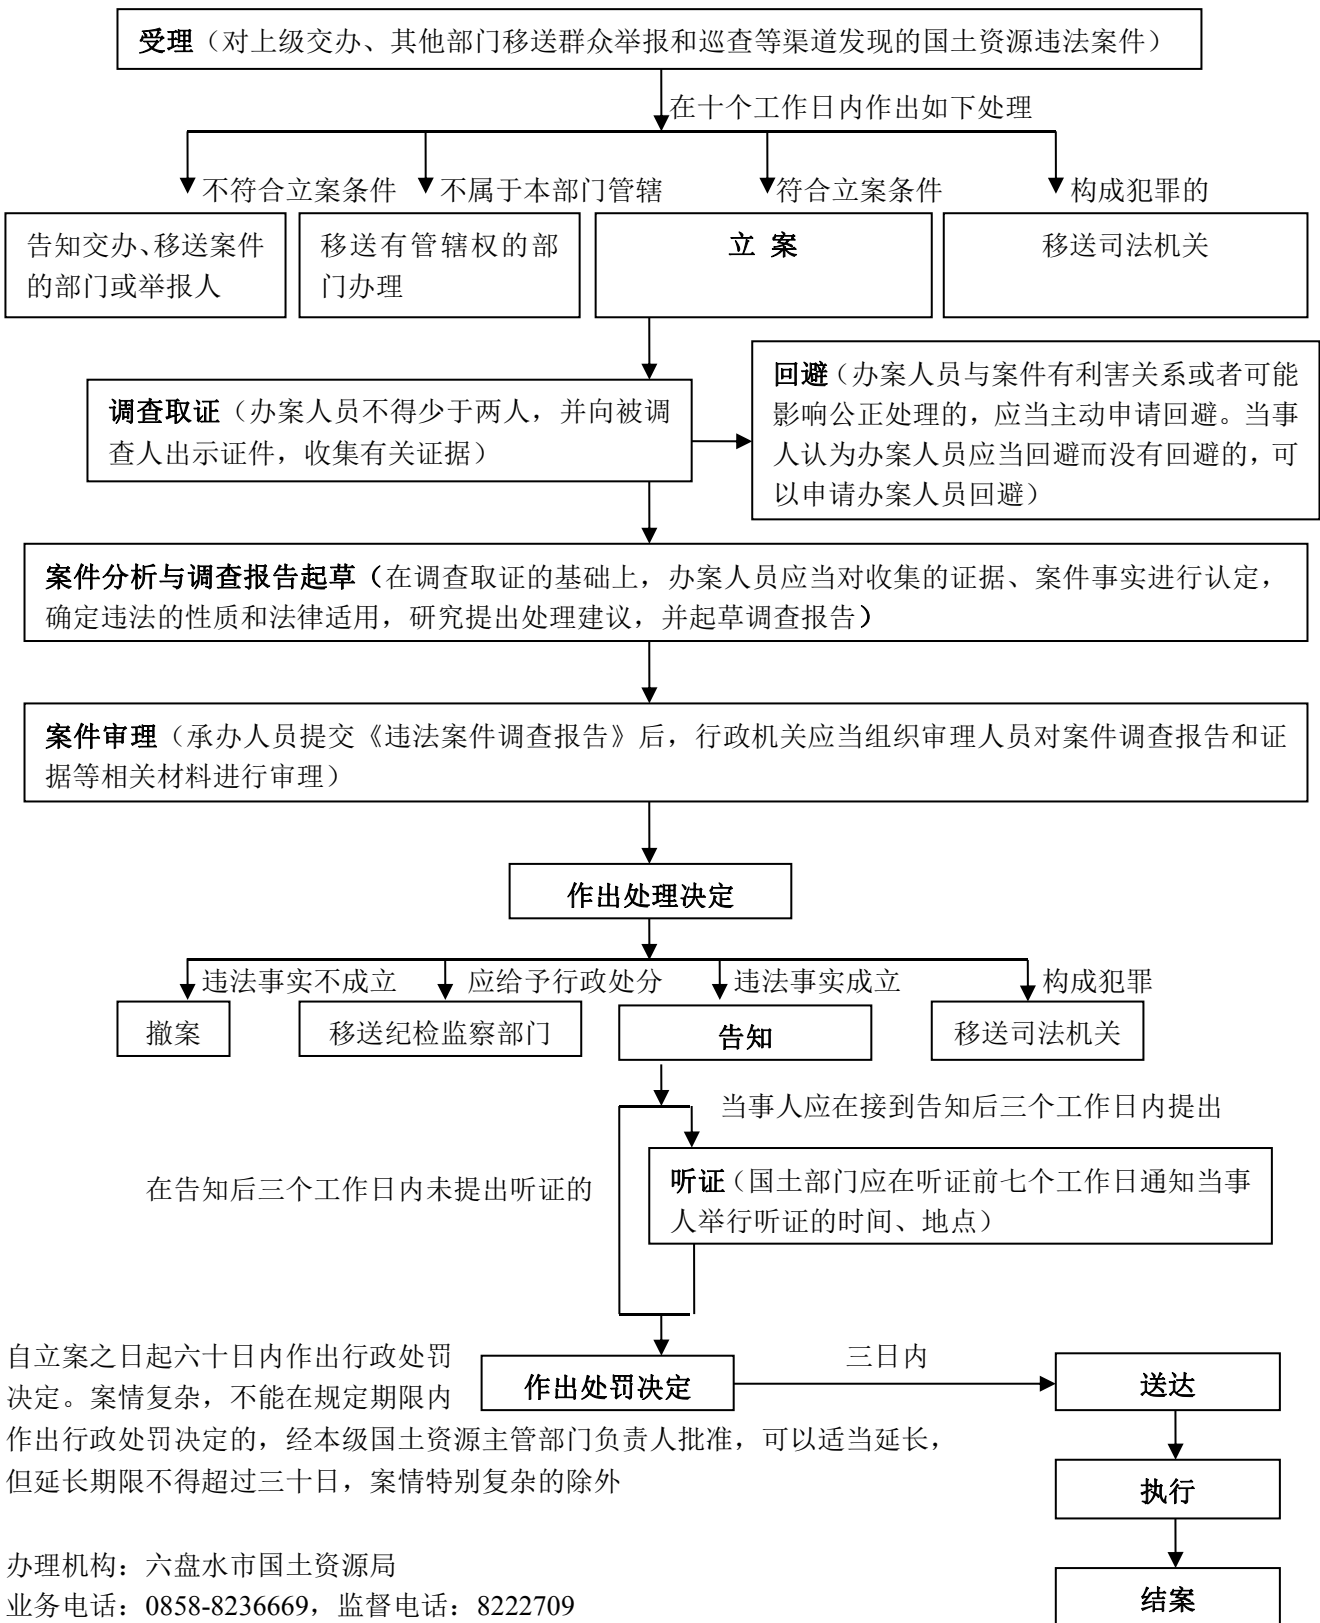 受理（对上级交办、其他部门移送群众举报和巡查等渠道发现的国土资源违法案件）
在十个工作日内作出如下处理
不符合立案条件
不属于本部门管辖
符合立案条件
构成犯罪的
告知交办、移送案件
的部门或举报人
移送有管辖权的部
门办理
立 案
移送司法机关
回避（办案人员与案件有利害关系或者可能
影响公正处理的，应当主动申请回避。当事
人认为办案人员应当回避而没有回避的，可
以申请办案人员回避）
调查取证（办案人员不得少于两人，并向被调
查人出示证件，收集有关证据）
案件分析与调查报告起草（在调查取证的基础上，办案人员应当对收集的证据、案件事实进行认定，
确定违法的性质和法律适用，研究提出处理建议，并起草调查报告）
案件审理（承办人员提交《违法案件调查报告》后，行政机关应当组织审理人员对案件调查报告和证
据等相关材料进行审理）
作出处理决定
违法事实不成立
应给予行政处分
违法事实成立
构成犯罪
撤案
移送纪检监察部门
告知
移送司法机关
当事人应在接到告知后三个工作日内提出
在告知后三个工作日内未提出听证的
听证（国土部门应在听证前七个工作日通知当事
人举行听证的时间、地点）
自立案之日起六十日内作出行政处罚
决定。案情复杂，不能在规定期限内
作出行政处罚决定的，经本级国土资源主管部门负责人批准，可以适当延长，
但延长期限不得超过三十日，案情特别复杂的除外
作出处罚决定
三日内
送达
执行
结案
办理机构：六盘水市国土资源局
业务电话：0858-8236669，监督电话：8222709